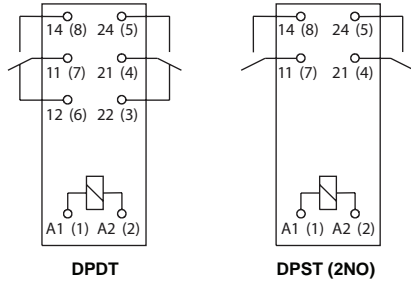 14 (8) 24 (5)
11 (7) 21 (4)
12 (6) 22 (3)
A1 (1) A2 (2)
DPDT
14 (8) 24 (5)
11 (7) 21 (4)
A1 (1) A2 (2)
DPST (2NO)